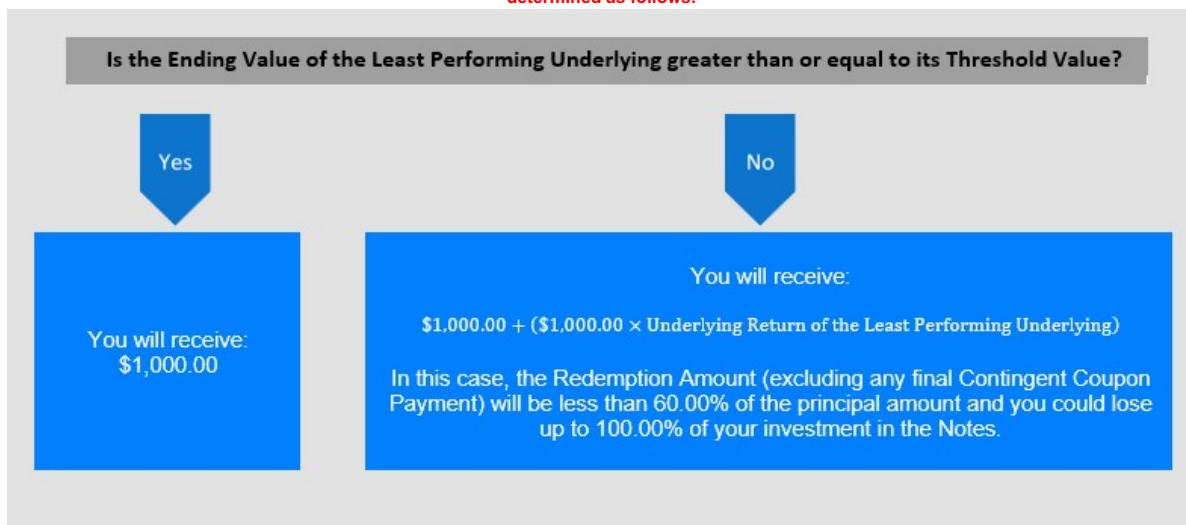 determined as follows:
Is the Ending Value of the Least Performing Underlying greater than or equal to its Threshold Value?
Yes
No
You will receive:
$1,000.00
You will receive:
$1,000.00 + ($1,000.00 × Underlying Return of the Least Performing Underlying)
In this case, the Redemption Amount (excluding any final Contingent Coupon
Payment) will be less than 60.00% of the principal amount and you could lose
up to 100.00% of your investment in the Notes.